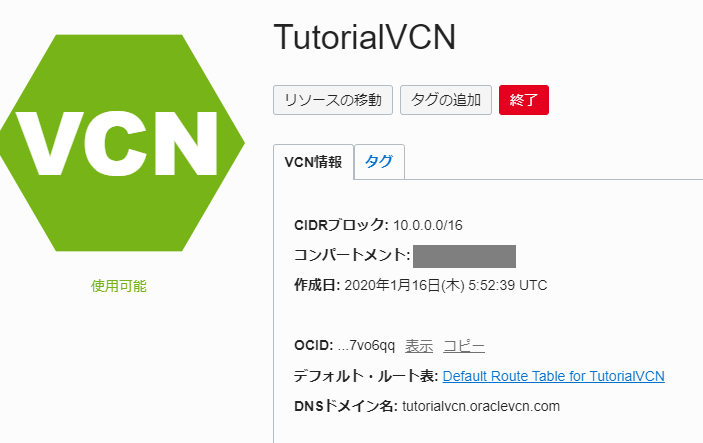 TutorialVCN
VCN
リソースの移動 タグの追加 終了
VCN情報 タグ
CIDRブロック: 10.0.0.0/16
コンパートメント:
作成日: 2020年1月16日(木) 5:52:39 UTC
使用可能
OCID: ...7vo6qq 表示 コピー
デフォルト・ルート表: Default Route Table for TutorialVCN
DNSドメイン名: tutorialvcn.oraclevcn.com